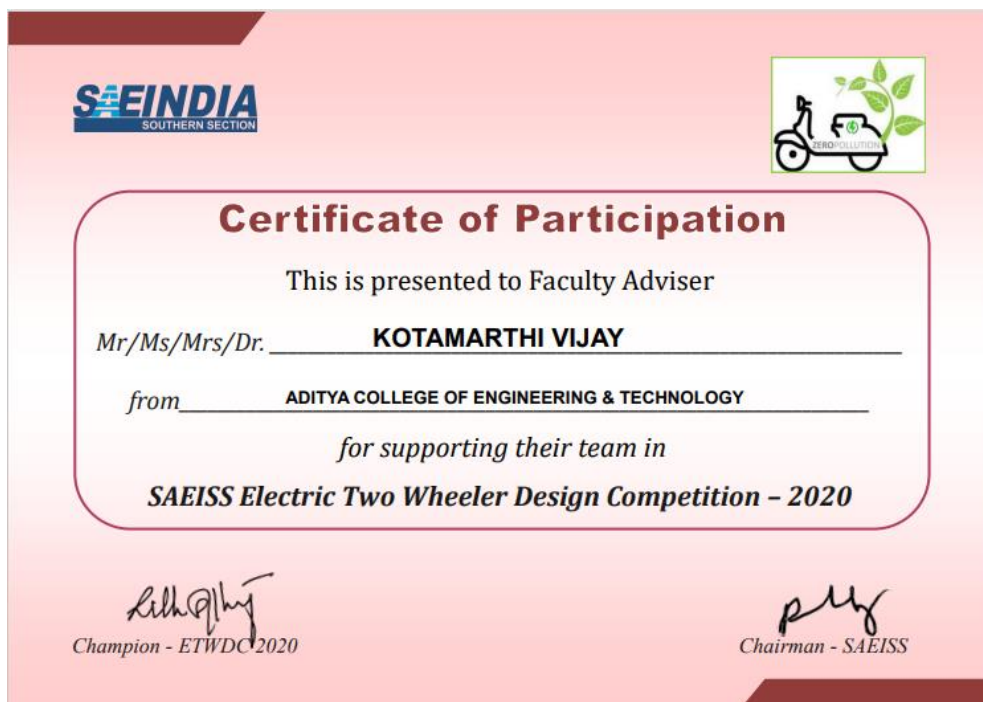 SAEINDIA
SOUTHERN SECTION
ZEROPOLLUTION
Certificate of Participation
This is presented to Faculty Adviser
Mr/Ms/Mrs/Dr. KOTAMARTHI VIJAY
from ADITYA COLLEGE OF ENGINEERING & TECHNOLOGY
for supporting their team in
SAEISS Electric Two Wheeler Design Competition – 2020
Champion - ETWDC 2020
Chairman - SAEISS